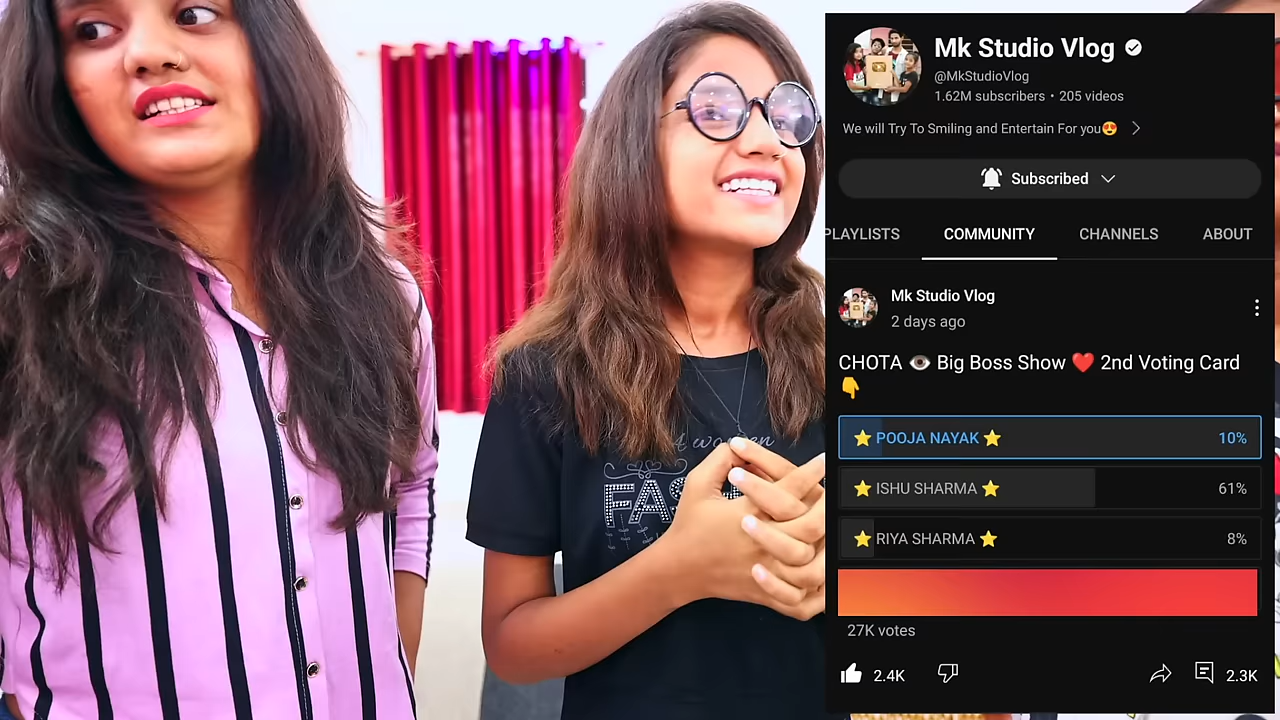 Mk Studio Vlog
@MkStudioVlog
1.62M subscribers • 205 videos
We will Try To Smiling and Entertain For you😍
Subscribed
PLAYLISTS COMMUNITY CHANNELS ABOUT
Mk Studio Vlog
2 days ago
CHOTA 👁️ Big Boss Show ❤️ 2nd Voting Card
👇
⭐ POOJA NAYAK ⭐ 10%
⭐ ISHU SHARMA ⭐ 61%
⭐ RIYA SHARMA ⭐ 8%
27K votes
2.4K 2.3K
women